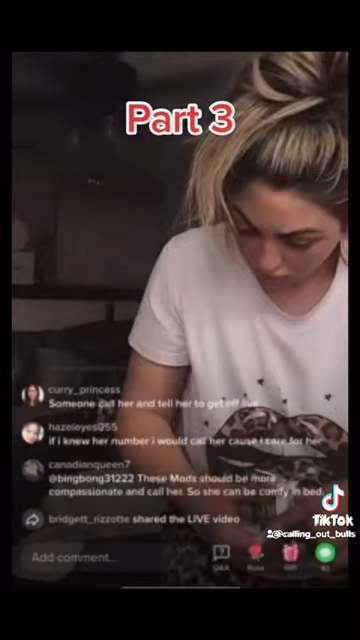 Part 3
curry_princess
Someone call her and tell her to get off live
hazeleyes955
if i knew her number i would call her cause i care for her
canadianqueen7
@bingbong31222 These Mods should be more
compassionate and call her. So she can be comfy in bed
bridgett_rizzotte shared the LIVE video
Add comment...
Q&A
Rose
Gift
TikTok
@calling_out_bulls